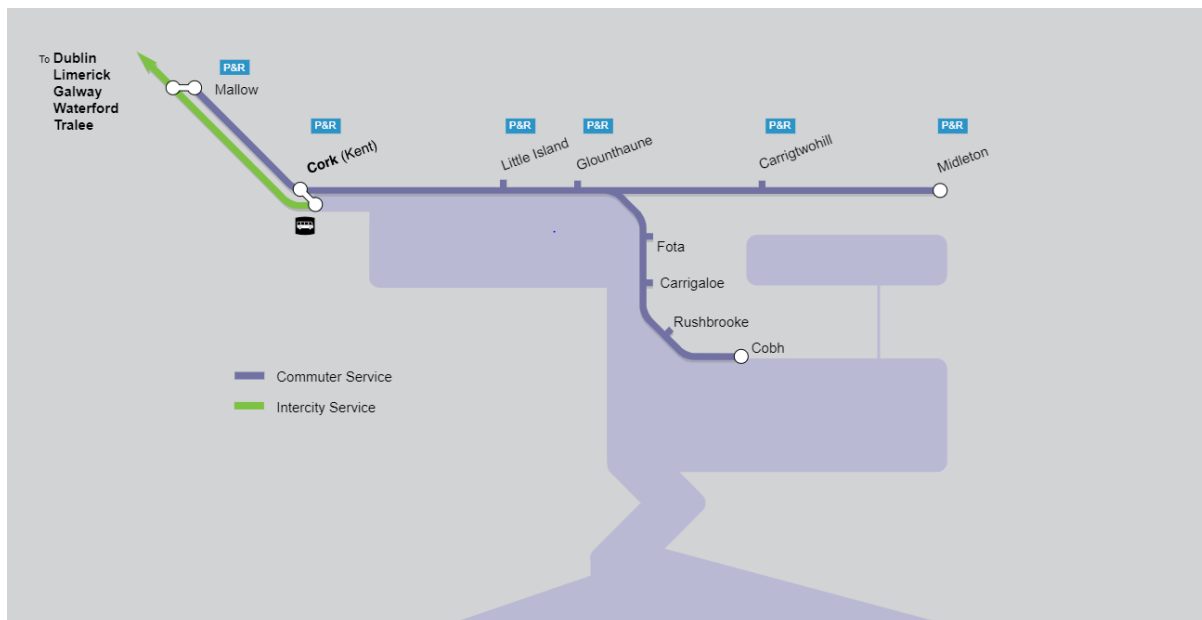 To Dublin
Limerick
Galway
Waterford
Tralee
P&R
Mallow
P&R
Cork (Kent)
P&R
Little Island
P&R
Glounthaune
P&R
Carrigtwohill
P&R
Midleton
Fota
Carrigaloe
Rushbrooke
Cobh
Commuter Service
Intercity Service